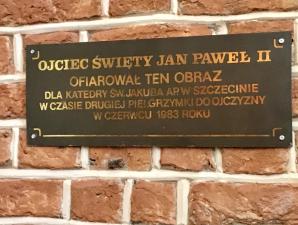 OJCIEC ŚWIĘTY JAN PAWEŁ II
OFIAROWAŁ TEN OBRAZ
DLA KATEDRY ŚW. JAKUBA AP. W SZCZECINIE
W CZASIE DRUGIEJ PIELGRZYMKI DO OJCZYZNY
W CZERWCU 1983 ROKU